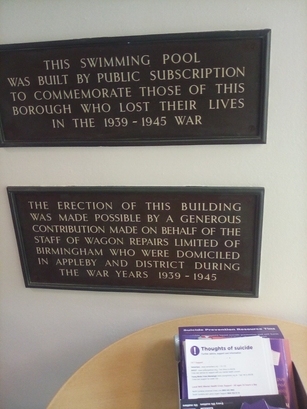 THIS SWIMMING POOL
WAS BUILT BY PUBLIC SUBSCRIPTION
TO COMMEMORATE THOSE OF THIS
BOROUGH WHO LOST THEIR LIVES
IN THE 1939 - 1945 WAR
THE ERECTION OF THIS BUILDING
WAS MADE POSSIBLE BY A GENEROUS
CONTRIBUTION MADE ON BEHALF OF THE
STAFF OF WAGON REPAIRS LIMITED OF
BIRMINGHAM WHO WERE DOMICILED
IN APPLEBY AND DISTRICT DURING
THE WAR YEARS 1939 - 1945
Suicide Prevention Resource
Thoughts of suicide